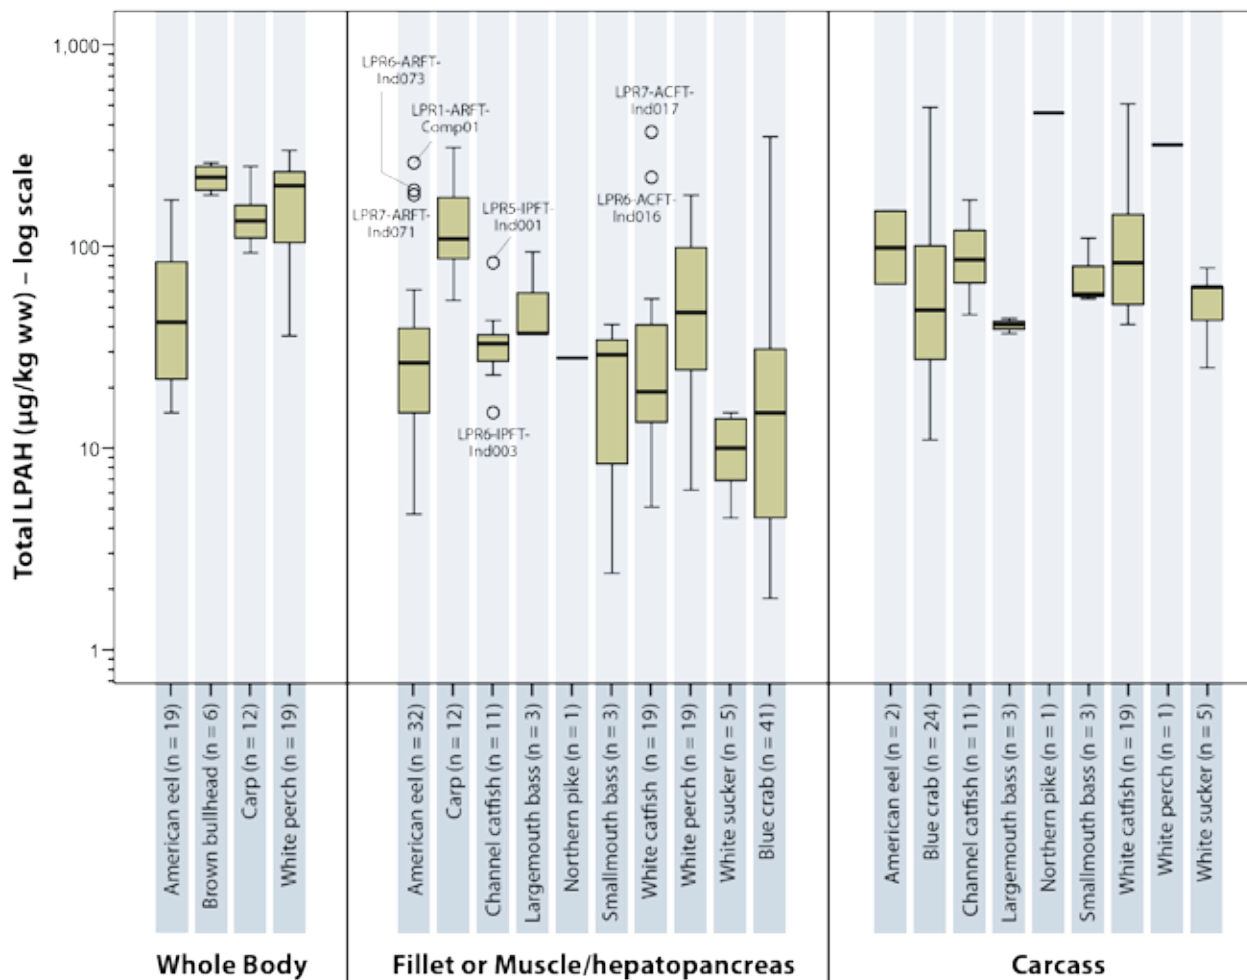 Total LPAH (µg/kg ww) – log scale
1,000
100
10
1
LPR6-ARFT-
Ind073
LPR1-ARFT-
Comp01
LPR7-ARFT-
Ind071
LPR5-IPFT-
Ind001
LPR6-IPFT-
Ind003
LPR7-ACFT-
Ind017
LPR6-ACFT-
Ind016
American eel (n = 19)
Brown bullhead (n = 6)
Carp (n = 12)
White perch (n = 19)
American eel (n = 32)
Carp (n = 12)
Channel catfish (n = 11)
Largemouth bass (n = 3)
Northern pike (n = 1)
Smallmouth bass (n = 3)
White catfish (n = 19)
White perch (n = 19)
White sucker (n = 5)
Blue crab (n = 41)
American eel (n = 2)
Blue crab (n = 24)
Channel catfish (n = 11)
Largemouth bass (n = 3)
Northern pike (n = 1)
Smallmouth bass (n = 3)
White catfish (n = 19)
White perch (n = 1)
White sucker (n = 5)
Whole Body
Fillet or Muscle/hepatopancreas
Carcass